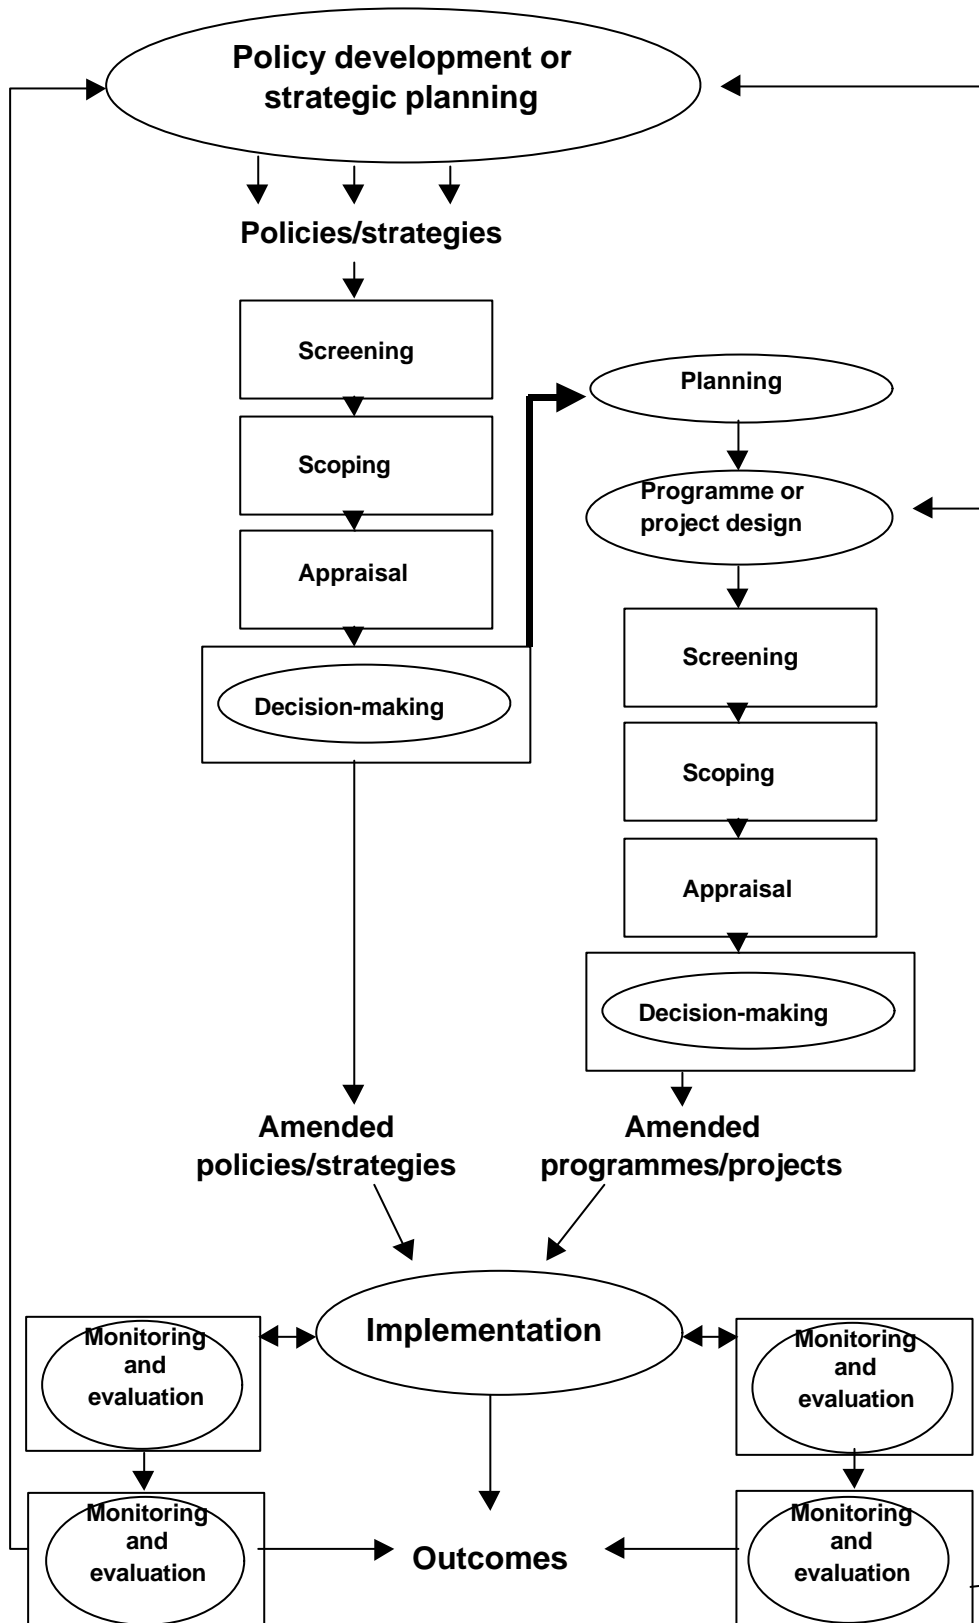 Policy development or
strategic planning
Policies/strategies
Screening
Scoping
Appraisal
Decision-making
Planning
Programme or
project design
Screening
Scoping
Appraisal
Decision-making
Amended
policies/strategies
Amended
programmes/projects
Implementation
Monitoring
and
evaluation
Monitoring
and
evaluation
Monitoring
and
evaluation
Outcomes
Monitoring
and
evaluation